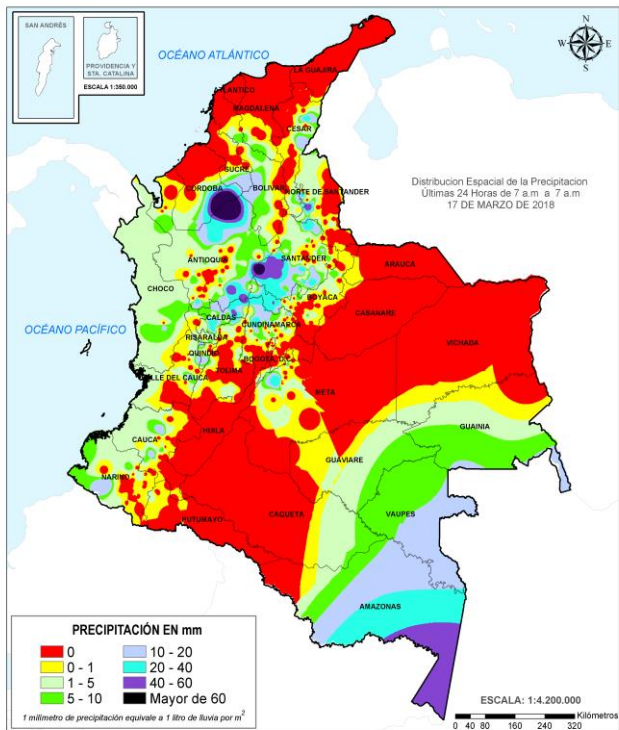 SAN ANDRÉS
PROVIDENCIA Y
STA. CATALINA
ESCALA 1:350.000
OCÉANO ATLÁNTICO
N
W
E
S
LA GUAJIRA
ATLANTICO
MAGDALENA
CESAR
SUCRE
CORDOBA
BOLIVAR
NORTE DE SANTANDER
Distribucion Espacial de la Precipitacion
Últimas 24 Horas de 7 a.m a 7 a.m
17 DE MARZO DE 2018
ANTIOQUIA
SANTANDER
ARAUCA
CHOCO
BOYACA
CASANARE
OCÉANO PACÍFICO
CALDAS
CUNDINAMARCA
VICHADA
RISARALDA
QUINDIO
BOGOTA, D.C.
TOLIMA
VALLE DEL CAUCA
META
CAUCA
HUILA
GUAINIA
GUAVIARE
NARIÑO
PUTUMAYO
CAQUETA
VAUPES
AMAZONAS
PRECIPITACIÓN EN mm
0
10 - 20
0 - 1
20 - 40
1 - 5
40 - 60
5 - 10
Mayor de 60
1 milimetro de precipitación equivale a 1 litro de lluvia por m²
ESCALA: 1:4.200.000
Kilómetros
0 40 80 160 240 320